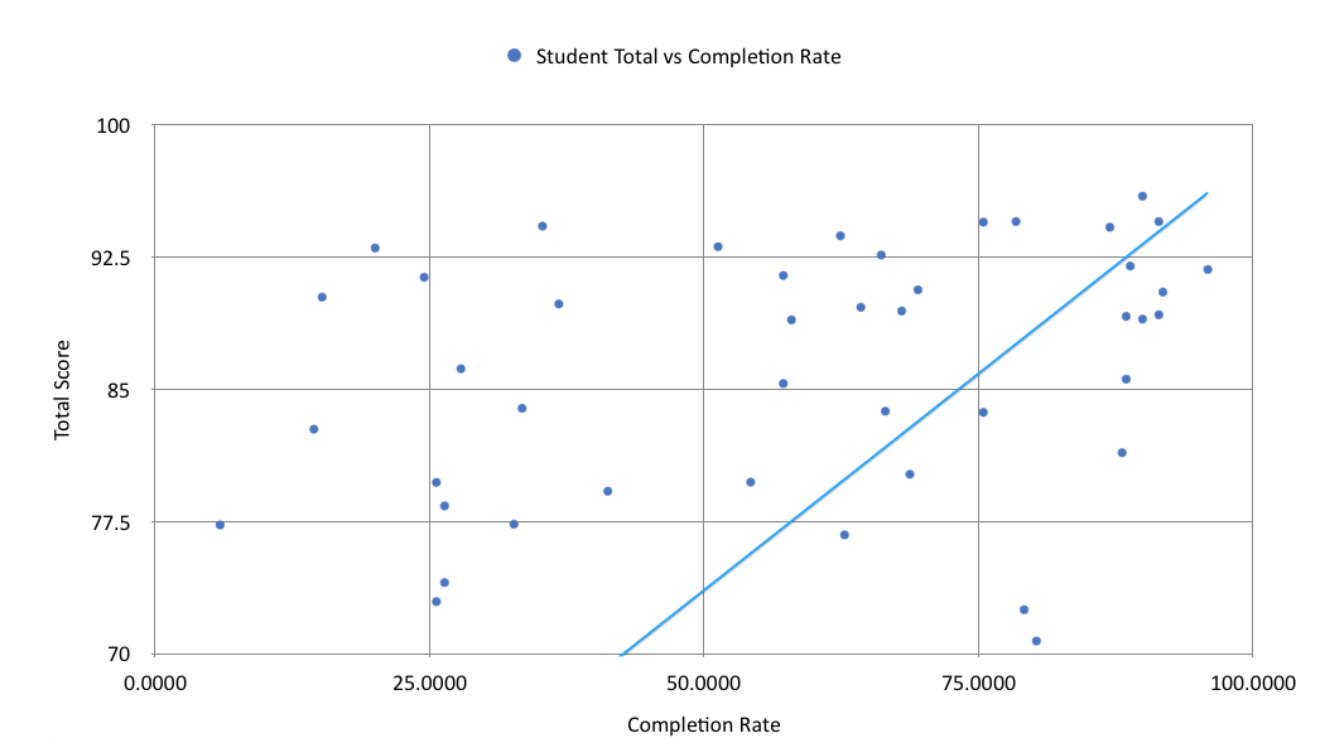 Student Total vs Completion Rate
100
92.5
85
77.5
70
Total Score
0.0000 25.0000 50.0000 75.0000 100.0000
Completion Rate